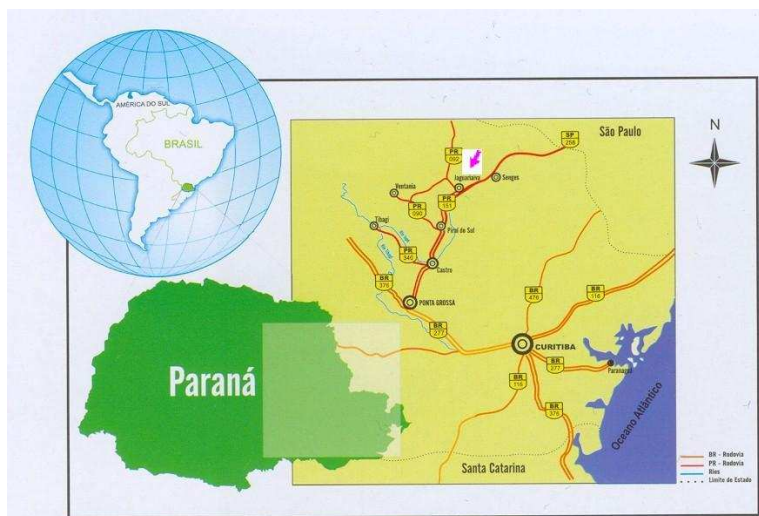 AMÉRICA DO SUL
BRASIL
Paraná
São Paulo
N
SP
258
PR
092
Jaguariaiva
Senges
Ventania
PR
151
PR
090
Tibagi
Piraí do Sul
PR
340
Castro
BR
376
PONTA GROSSA
BR
277
BR
476
BR
116
CURITIBA
BR
277
Paranaguá
BR
116
BR
376
Oceano Atlântico
Santa Catarina
BR - Rodovia
PR - Rodovia
Rios
Limite de Estado